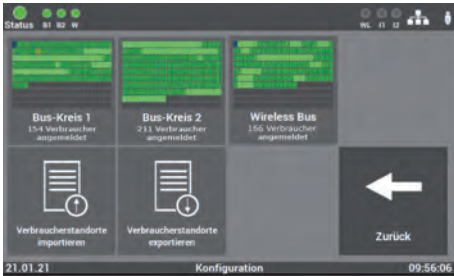 Status B1 B2 W WL I1 I2
Bus-Kreis 1
154 Verbraucher
angemeldet
Bus-Kreis 2
211 Verbraucher
angemeldet
Wireless Bus
166 Verbraucher
angemeldet
Verbraucherstandorte
importieren
Verbraucherstandorte
exportieren
Zurück
21.01.21 Konfiguration 09:56:06